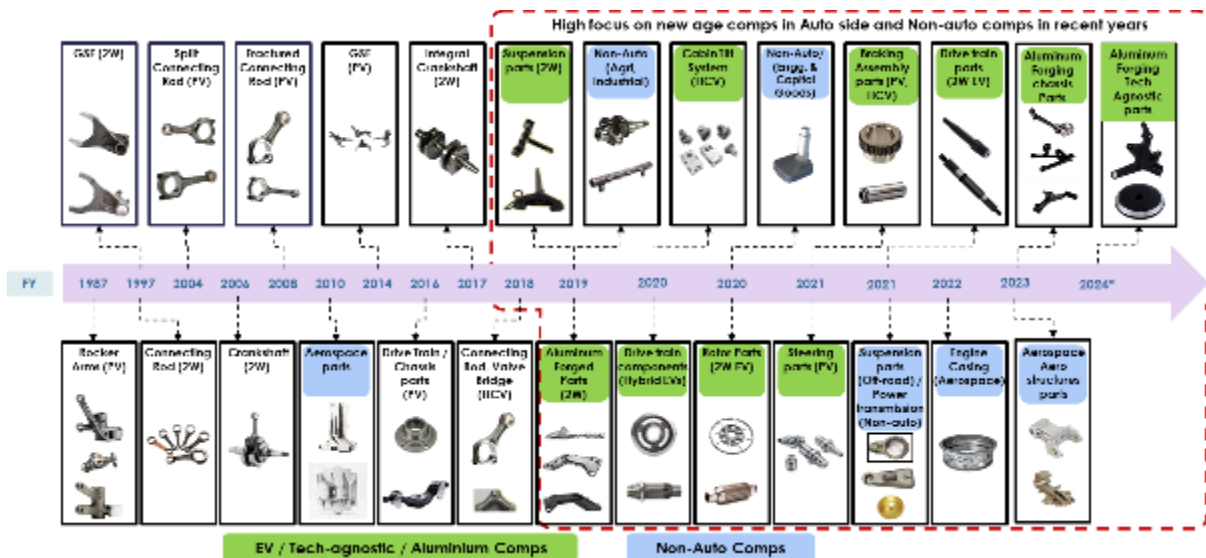 High focus on new age comps in Auto side and Non-auto comps in recent years
GSF (2W)
Split
Connecting
Rod (PV)
Fractured
Connecting
Rod (PV)
GSF
(PV)
Integral
Crankshaft
(2W)
Suspension
parts (2W)
Non-Auto
(Agri,
Industrial)
Cabin Tilt
System
(HCV)
Non-Auto/
(Engg. &
Capital
Goods)
Braking
Assembly
parts (PV,
HCV)
Drive train
parts
(2W EV)
Aluminum
Forging
chassis
Parts
Aluminum
Forging
Tech
Agnostic
parts
FY
1987
1997
2004
2006
2008
2010
2014
2016
2017
2018
2019
2020
2020
2021
2021
2022
2023
2024*
Rocker
Arms (PV)
Connecting
Rod (2W)
Crankshaft
(2W)
Aerospace
parts
Drive Train /
Chassis
parts
(PV)
Connecting
Rod, Valve
Bridge
(HCV)
Aluminum
Forged
Parts
(2W)
Drive train
components
(Hybrid EVs)
Rotor Parts
(2W EV)
Steering
parts (PV)
Suspension
parts
(Off-road) /
Power
transmission
(Non-auto)
Engine
Casing
(Aerospace)
Aerospace
Aero
structures
parts
EV / Tech-agnostic / Aluminium Comps
Non-Auto Comps